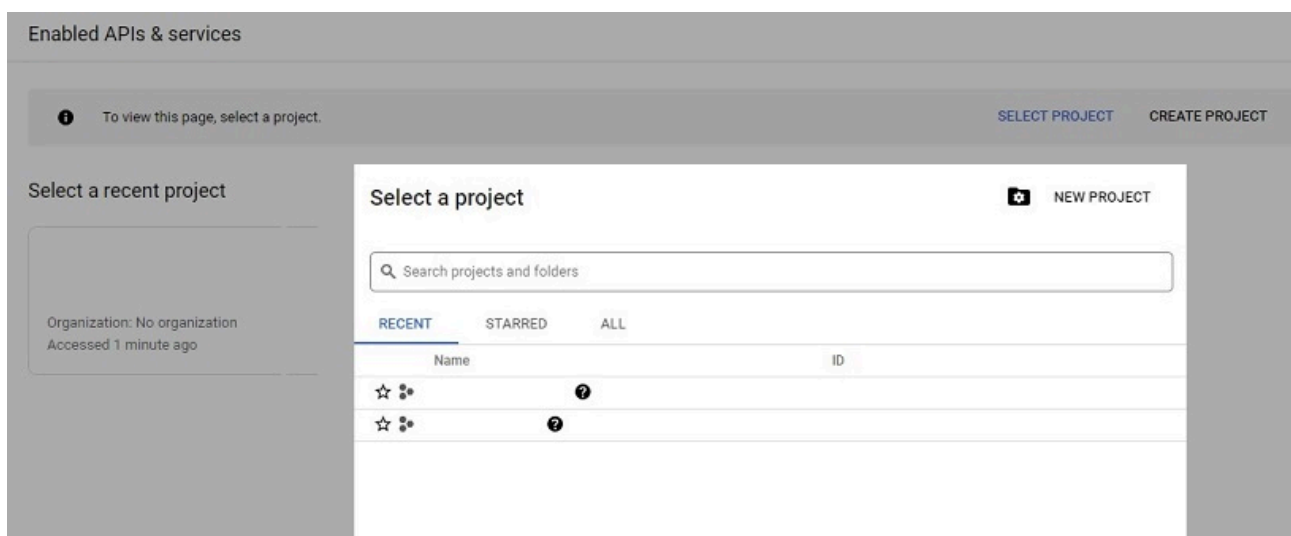 Enabled APIs & services
To view this page, select a project.
SELECT PROJECT
CREATE PROJECT
Select a recent project
Organization: No organization
Accessed 1 minute ago
Select a project
NEW PROJECT
Search projects and folders
RECENT
STARRED
ALL
Name
ID